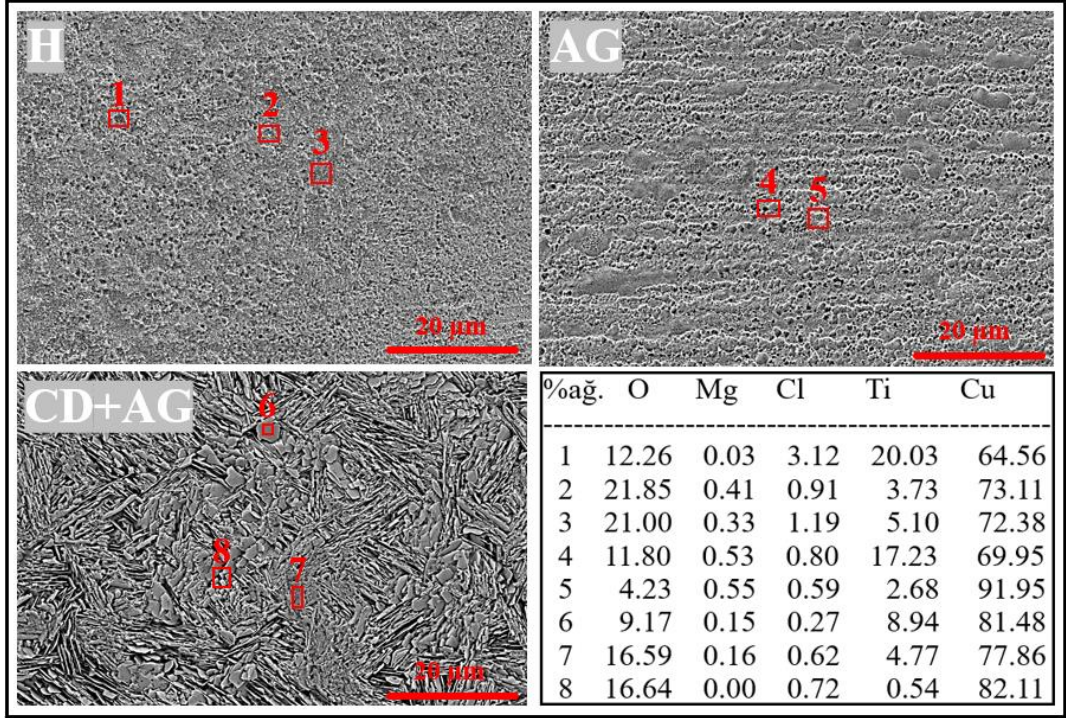 H
1
2
3
20 µm
AG
4
5
20 µm
CD+AG
6
8
7
20 µm
%ağ. O Mg Cl Ti Cu
1 12.26 0.03 3.12 20.03 64.56
2 21.85 0.41 0.91 3.73 73.11
3 21.00 0.33 1.19 5.10 72.38
4 11.80 0.53 0.80 17.23 69.95
5 4.23 0.55 0.59 2.68 91.95
6 9.17 0.15 0.27 8.94 81.48
7 16.59 0.16 0.62 4.77 77.86
8 16.64 0.00 0.72 0.54 82.11